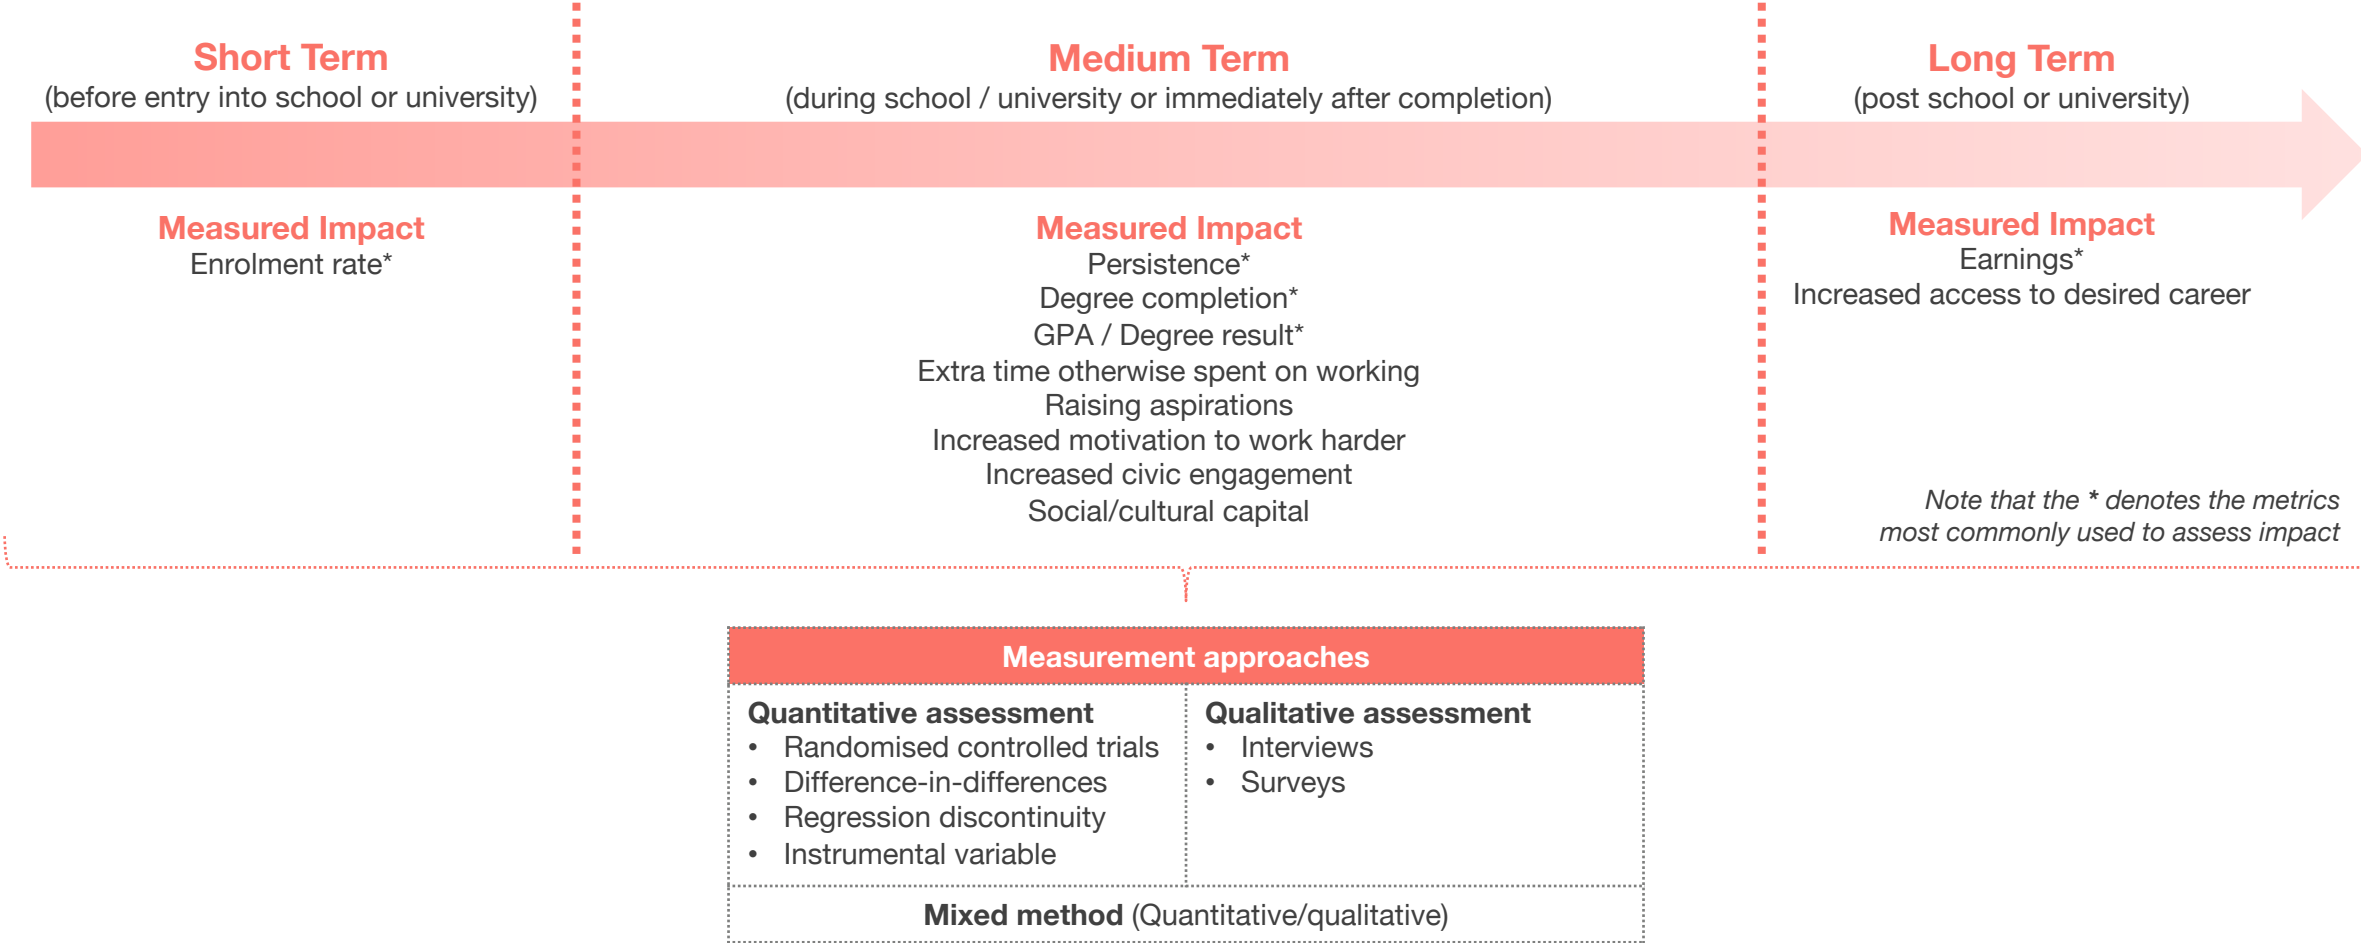 Short Term
(before entry into school or university)
Medium Term
(during school / university or immediately after completion)
Long Term
(post school or university)
Measured Impact
Enrolment rate*
Measured Impact
Persistence*
Degree completion*
GPA / Degree result*
Extra time otherwise spent on working
Raising aspirations
Increased motivation to work harder
Increased civic engagement
Social/cultural capital
Measured Impact
Earnings*
Increased access to desired career
Note that the * denotes the metrics
most commonly used to assess impact
Measurement approaches
Quantitative assessment
• Randomised controlled trials
• Difference-in-differences
• Regression discontinuity
• Instrumental variable
Qualitative assessment
• Interviews
• Surveys
Mixed method (Quantitative/qualitative)